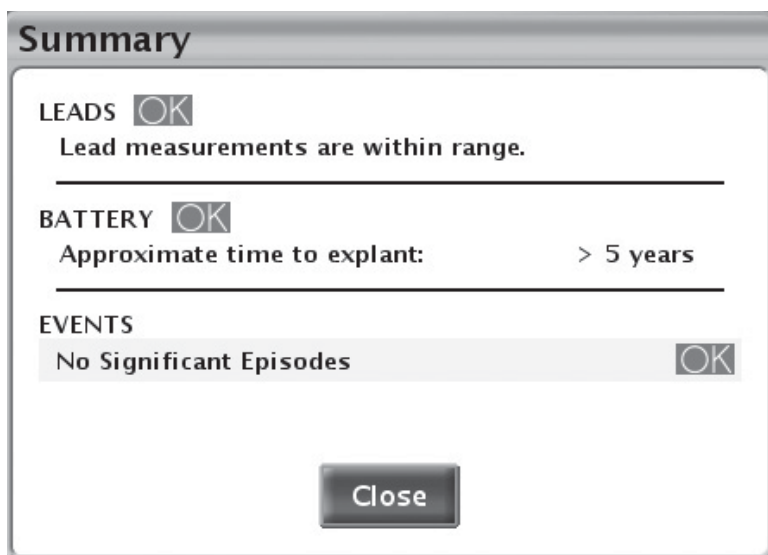 Summary
LEADS OK
Lead measurements are within range.
BATTERY OK
Approximate time to explant: > 5 years
EVENTS
No Significant Episodes OK
Close